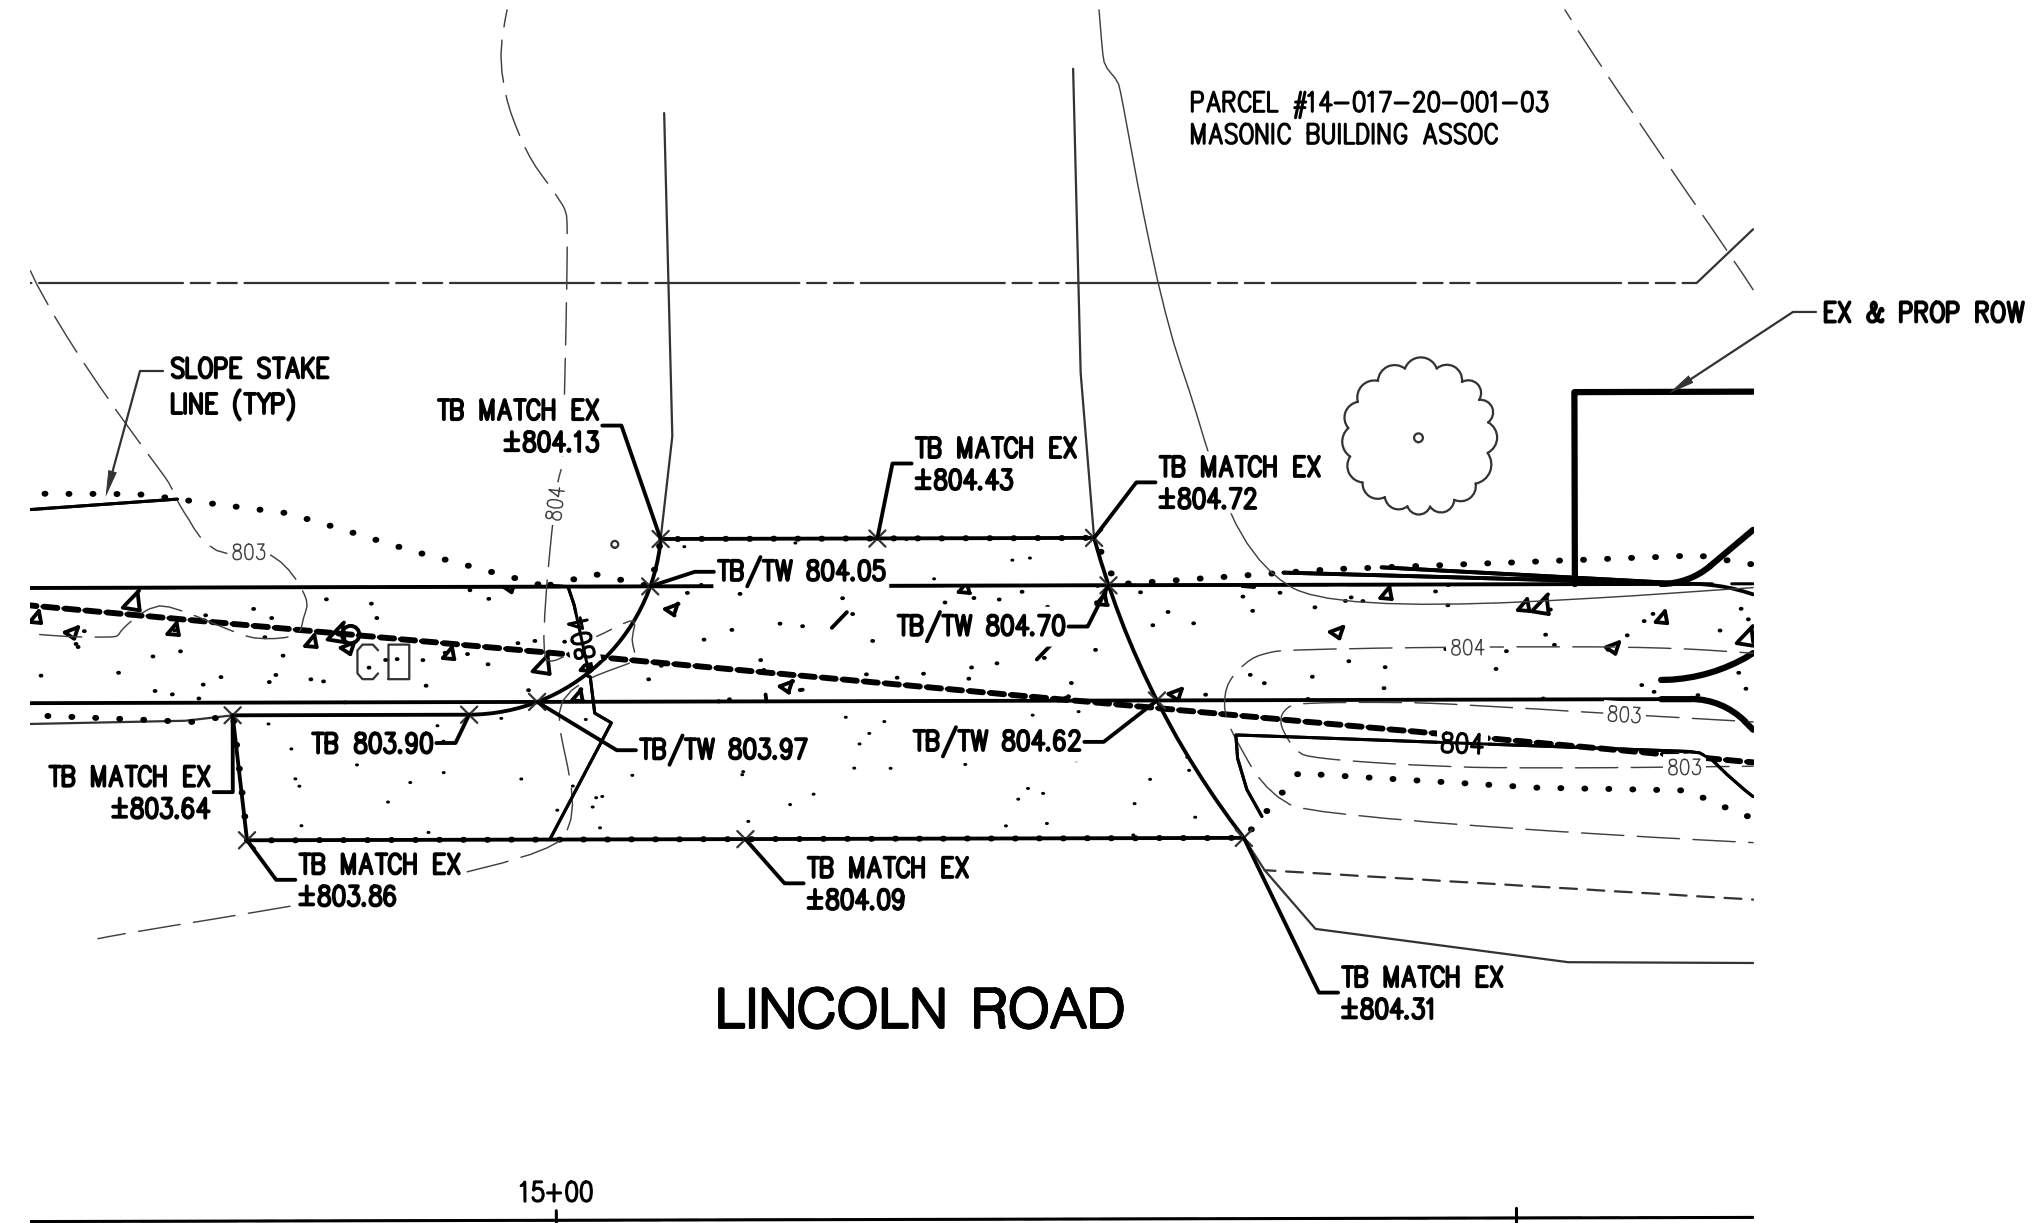 PARCEL #14-017-20-001-03
MASONIC BUILDING ASSOC
EX & PROP ROW
SLOPE STAKE
LINE (TYP)
TB MATCH EX
±804.13
TB MATCH EX
±804.43
TB MATCH EX
±804.72
804
803
TB/TW 804.05
TB/TW 804.70
804
804
803
TB 803.90
TB/TW 803.97
TB/TW 804.62
804
803
TB MATCH EX
±803.64
TB MATCH EX
±803.86
TB MATCH EX
±804.09
TB MATCH EX
±804.31
LINCOLN ROAD
15+00